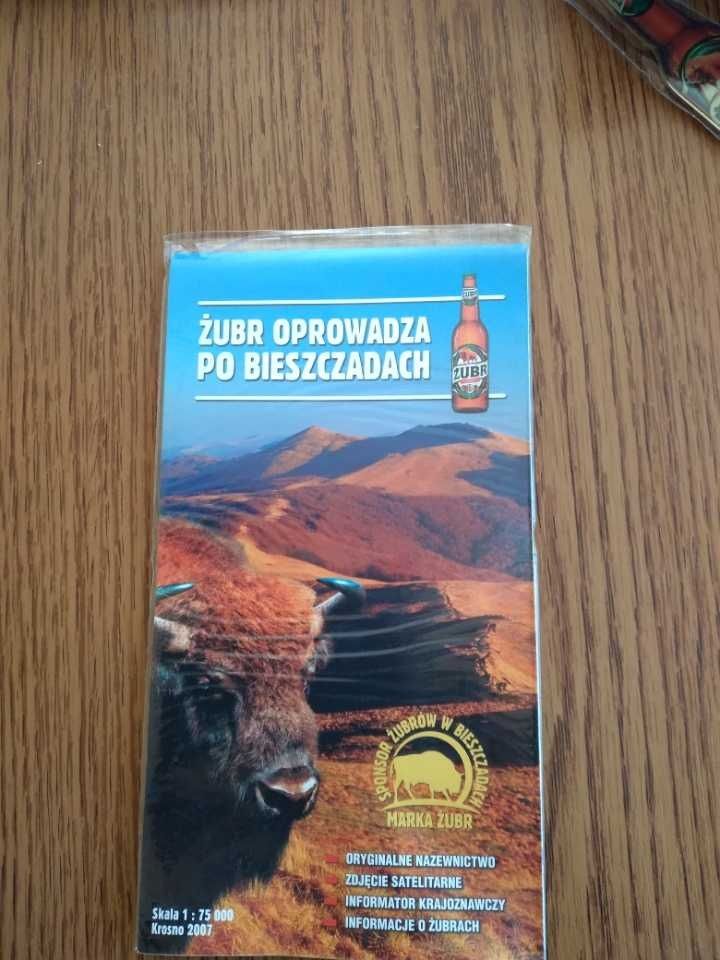 ŻUBR OPROWADZA
PO BIESZCZADACH
ŻUBR
ŻUBR
SPONSOR ŻUBRÓW W BIESZCZADACH
MARKA ŻUBR
ORYGINALNE NAZEWNICTWO
ZDJĘCIE SATELITARNE
INFORMATOR KRAJOZNAWCZY
INFORMACJE O ŻUBRACH
Skala 1 : 75 000
Krosno 2007